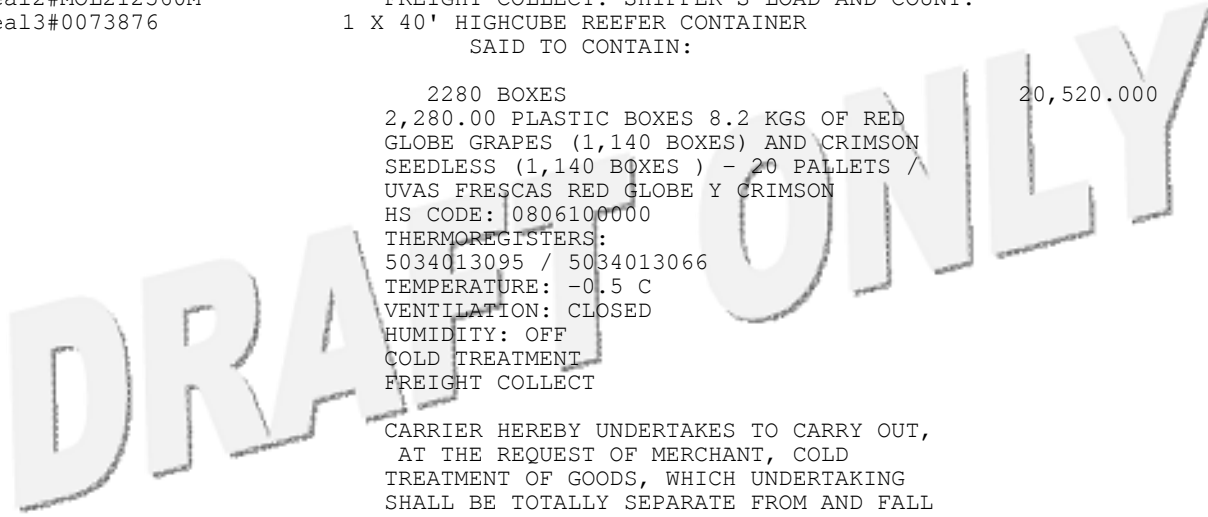 FREIGHT COLLECT. SHIPPER'S LOAD AND COUNT.
eal3#0073876 1 X 40' HIGHCUBE REEFER CONTAINER
SAID TO CONTAIN:
2280 BOXES 20,520.000
2,280.00 PLASTIC BOXES 8.2 KGS OF RED
GLOBE GRAPES (1,140 BOXES) AND CRIMSON
SEEDLESS (1,140 BOXES ) - 20 PALLETS /
UVAS FRESCAS RED GLOBE Y CRIMSON
HS CODE: 0806100000
THERMOREGISTERS:
5034013095 / 5034013066
TEMPERATURE: -0.5 C
VENTILATION: CLOSED
HUMIDITY: OFF
COLD TREATMENT
FREIGHT COLLECT
CARRIER HEREBY UNDERTAKES TO CARRY OUT,
AT THE REQUEST OF MERCHANT, COLD
TREATMENT OF GOODS, WHICH UNDERTAKING
SHALL BE TOTALLY SEPARATE FROM AND FALL
DRAFT ONLY